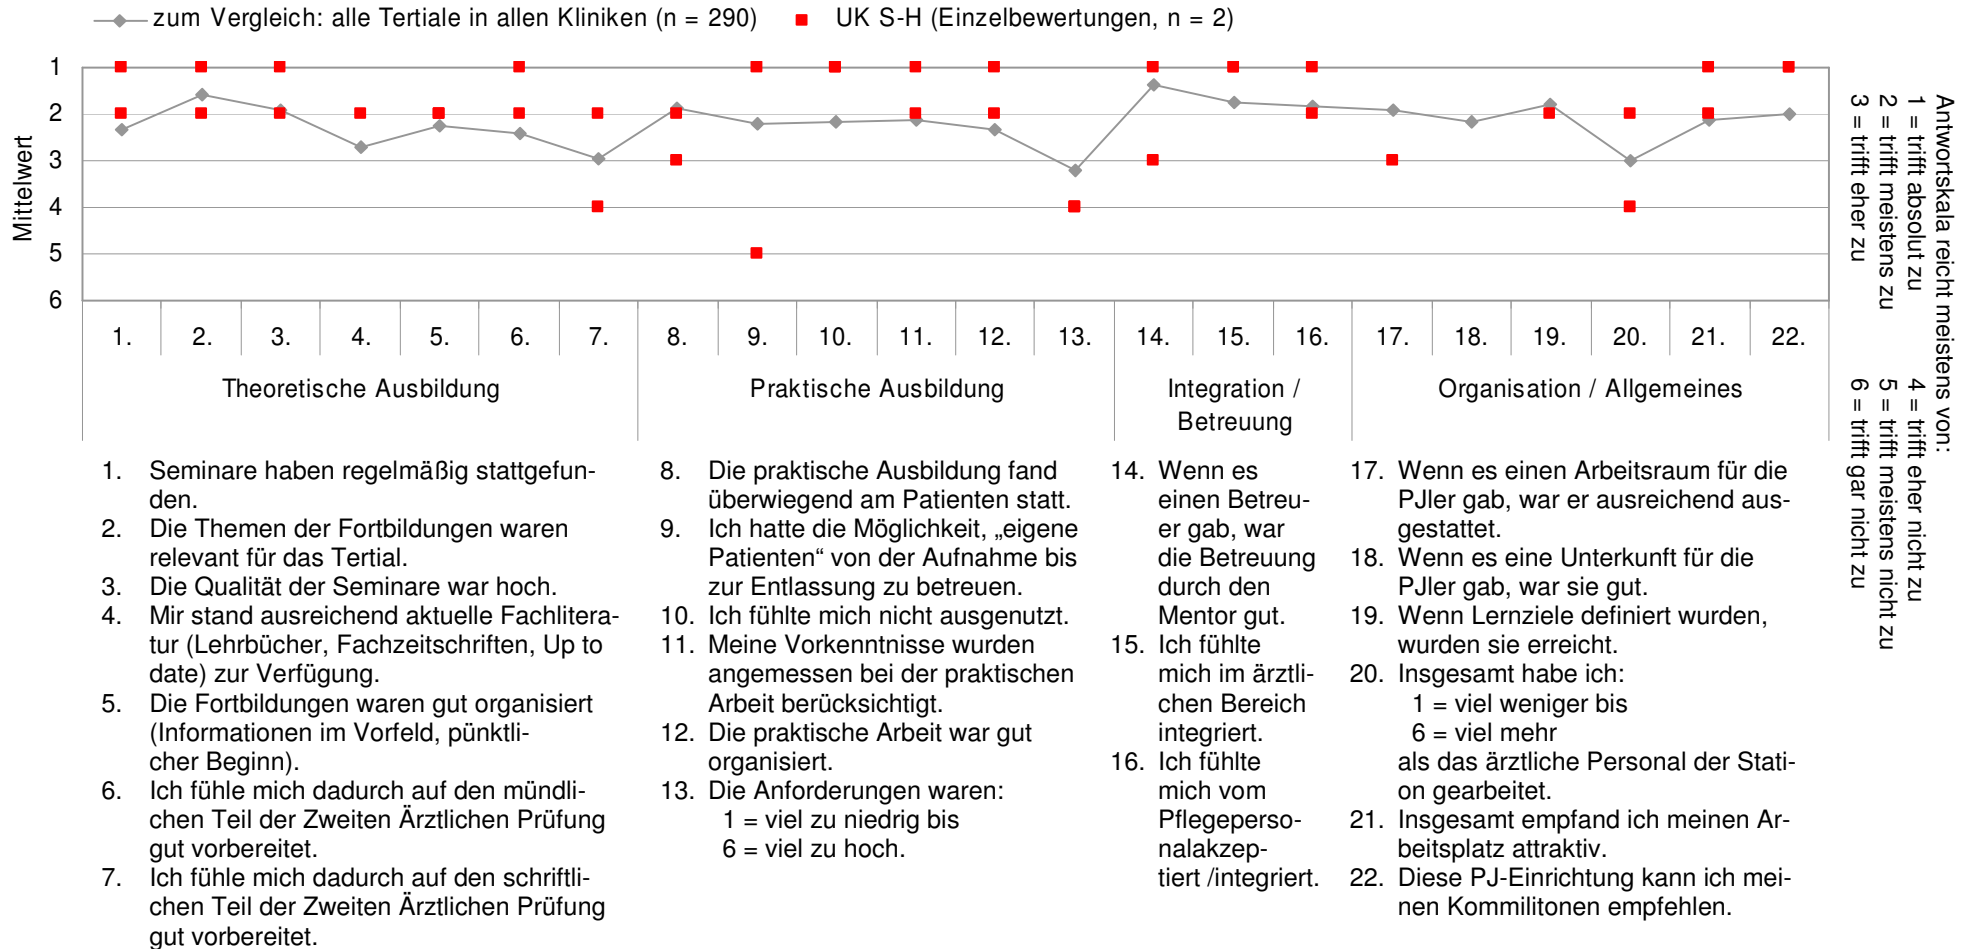 zum Vergleich: alle Tertiale in allen Kliniken (n = 290)
UK S-H (Einzelbewertungen, n = 2)
Mittelwert
1
2
3
4
5
6
1. 2. 3. 4. 5. 6. 7. 8. 9. 10. 11. 12. 13. 14. 15. 16. 17. 18. 19. 20. 21. 22.
Theoretische Ausbildung
Praktische Ausbildung
Integration /
Betreuung
Organisation / Allgemeines
1. Seminare haben regelmäßig stattgefun-
den.
2. Die Themen der Fortbildungen waren
relevant für das Tertial.
3. Die Qualität der Seminare war hoch.
4. Mir stand ausreichend aktuelle Fachlitera-
tur (Lehrbücher, Fachzeitschriften, Up to
date) zur Verfügung.
5. Die Fortbildungen waren gut organisiert
(Informationen im Vorfeld, pünktli-
cher Beginn).
6. Ich fühle mich dadurch auf den mündli-
chen Teil der Zweiten Ärztlichen Prüfung
gut vorbereitet.
7. Ich fühle mich dadurch auf den schriftli-
chen Teil der Zweiten Ärztlichen Prüfung
gut vorbereitet.
8. Die praktische Ausbildung fand
überwiegend am Patienten statt.
9. Ich hatte die Möglichkeit, „eigene
Patienten“ von der Aufnahme bis
zur Entlassung zu betreuen.
10. Ich fühlte mich nicht ausgenutzt.
11. Meine Vorkenntnisse wurden
angemessen bei der praktischen
Arbeit berücksichtigt.
12. Die praktische Arbeit war gut
organisiert.
13. Die Anforderungen waren:
1 = viel zu niedrig bis
6 = viel zu hoch.
14. Wenn es
einen Betreu-
er gab, war
die Betreuung
durch den
Mentor gut.
15. Ich fühlte
mich im ärztli-
chen Bereich
integriert.
16. Ich fühlte
mich vom
Pflegeperso-
nalakzep-
tiert /integriert.
17. Wenn es einen Arbeitsraum für die
PJler gab, war er ausreichend aus-
gestattet.
18. Wenn es eine Unterkunft für die
PJler gab, war sie gut.
19. Wenn Lernziele definiert wurden,
wurden sie erreicht.
20. Insgesamt habe ich:
1 = viel weniger bis
6 = viel mehr
als das ärztliche Personal der Stati-
on gearbeitet.
21. Insgesamt empfand ich meinen Ar-
beitsplatz attraktiv.
22. Diese PJ-Einrichtung kann ich mei-
nen Kommilitonen empfehlen.
Antwortskala reicht meistens von:
1 = trifft absolut zu
2 = trifft meistens zu
3 = trifft eher zu
4 = trifft eher nicht zu
5 = trifft meistens nicht zu
6 = trifft gar nicht zu